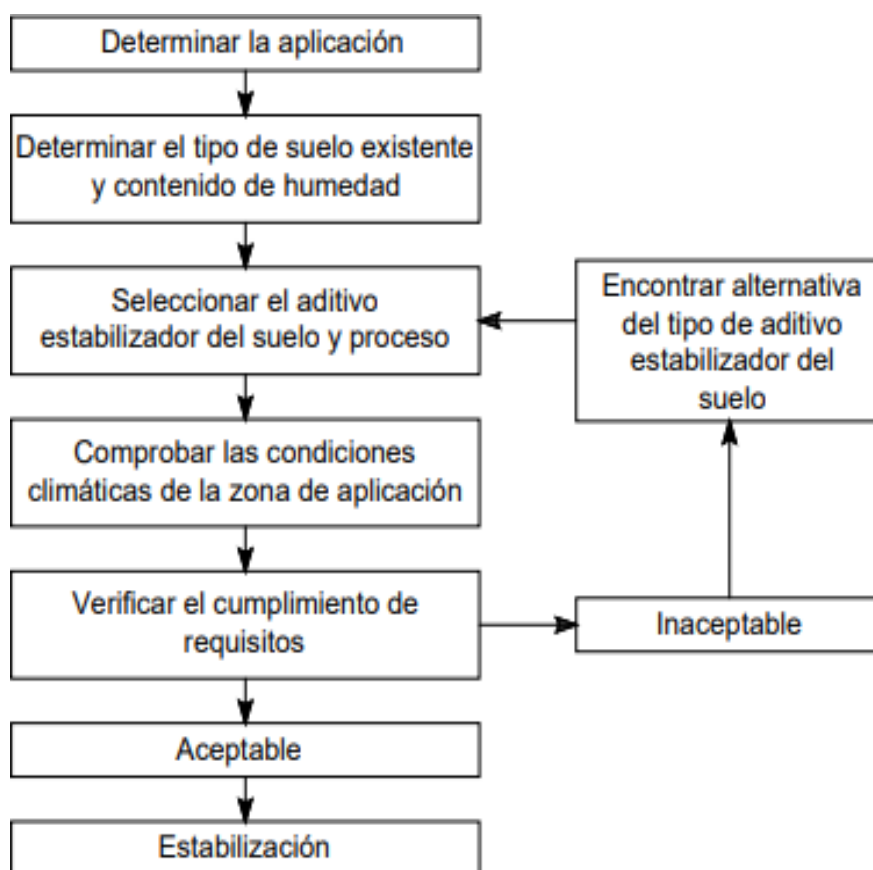 Determinar la aplicación
Determinar el tipo de suelo existente
y contenido de humedad
Seleccionar el aditivo
estabilizador del suelo y proceso
Encontrar alternativa
del tipo de aditivo
estabilizador del
suelo
Comprobar las condiciones
climáticas de la zona de aplicación
Verificar el cumplimiento de
requisitos
Inaceptable
Aceptable
Estabilización